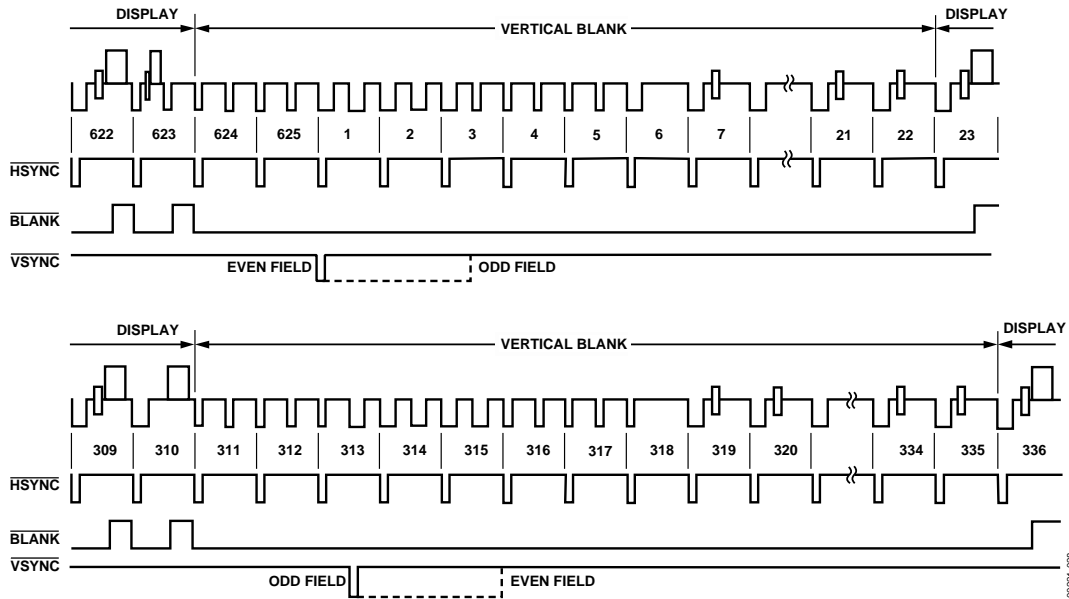 DISPLAY VERTICAL BLANK DISPLAY
622 623 624 625 1 2 3 4 5 6 7 21 22 23
HSYNC
BLANK
VSYNC
EVEN FIELD ODD FIELD
DISPLAY VERTICAL BLANK DISPLAY
309 310 311 312 313 314 315 316 317 318 319 320 334 335 336
HSYNC
BLANK
VSYNC
ODD FIELD EVEN FIELD